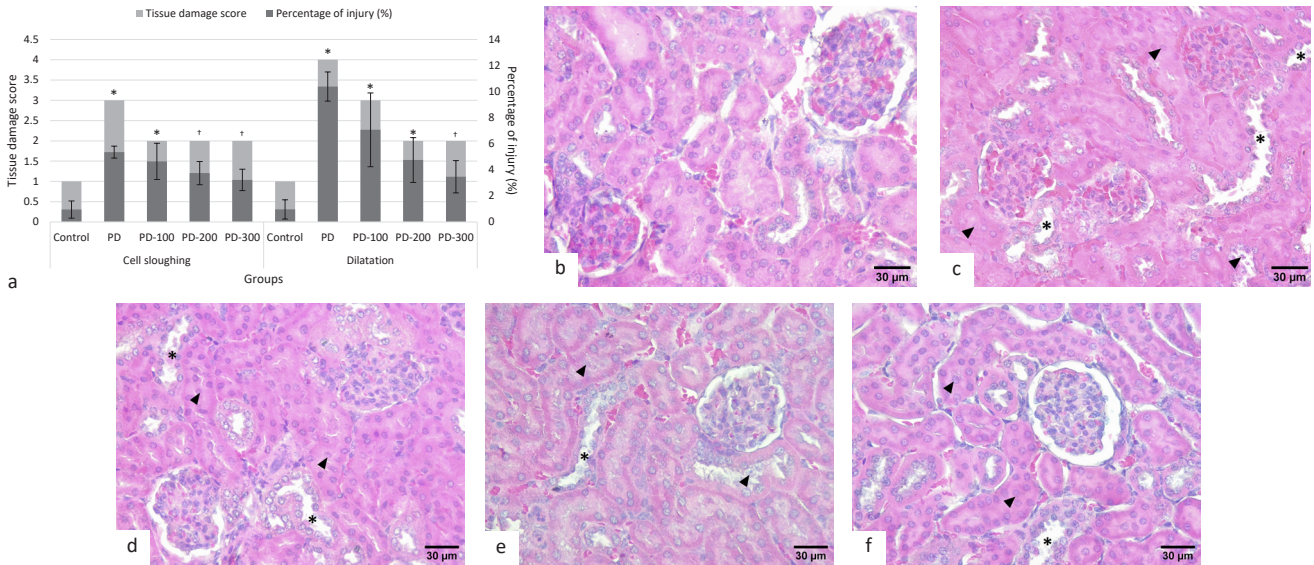 Tissue damage score Percentage of injury (%)
4.5
4
3.5
3
2.5
2
1.5
1
0.5
0
Tissue damage score
14
12
10
8
6
4
2
0
Percentage of injury (%)
* * † † * * * †
Control PD PD-100 PD-200 PD-300 Control PD PD-100 PD-200 PD-300
Cell sloughing Dilatation
Groups
a
b
30 µm
* * * *
c
30 µm
* *
d
30 µm
*
e
30 µm
*
f
30 µm